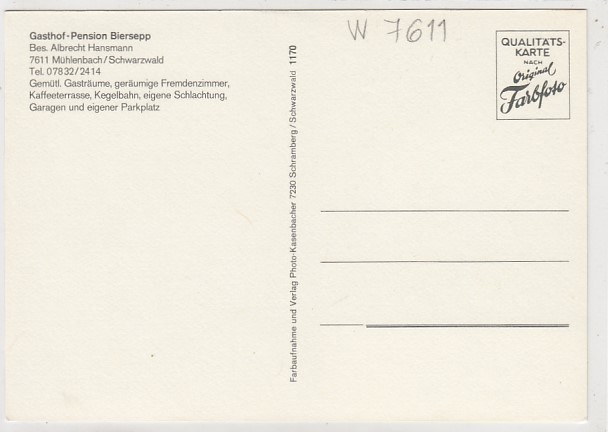 Gasthof-Pension Biersepp
Bes. Albrecht Hansmann
7611 Mühlenbach/Schwarzwald
Tel. 07832/2414
Gemütl. Gasträume, geräumige Fremdenzimmer,
Kaffeeterrasse, Kegelbahn, eigene Schlachtung,
Garagen und eigener Parkplatz
Farbaufnahme und Verlag Photo-Kasenbacher 7230 Schramberg/Schwarzwald 1170
W 7611
QUALITÄTS-
KARTE
NACH
Original
Farbfoto